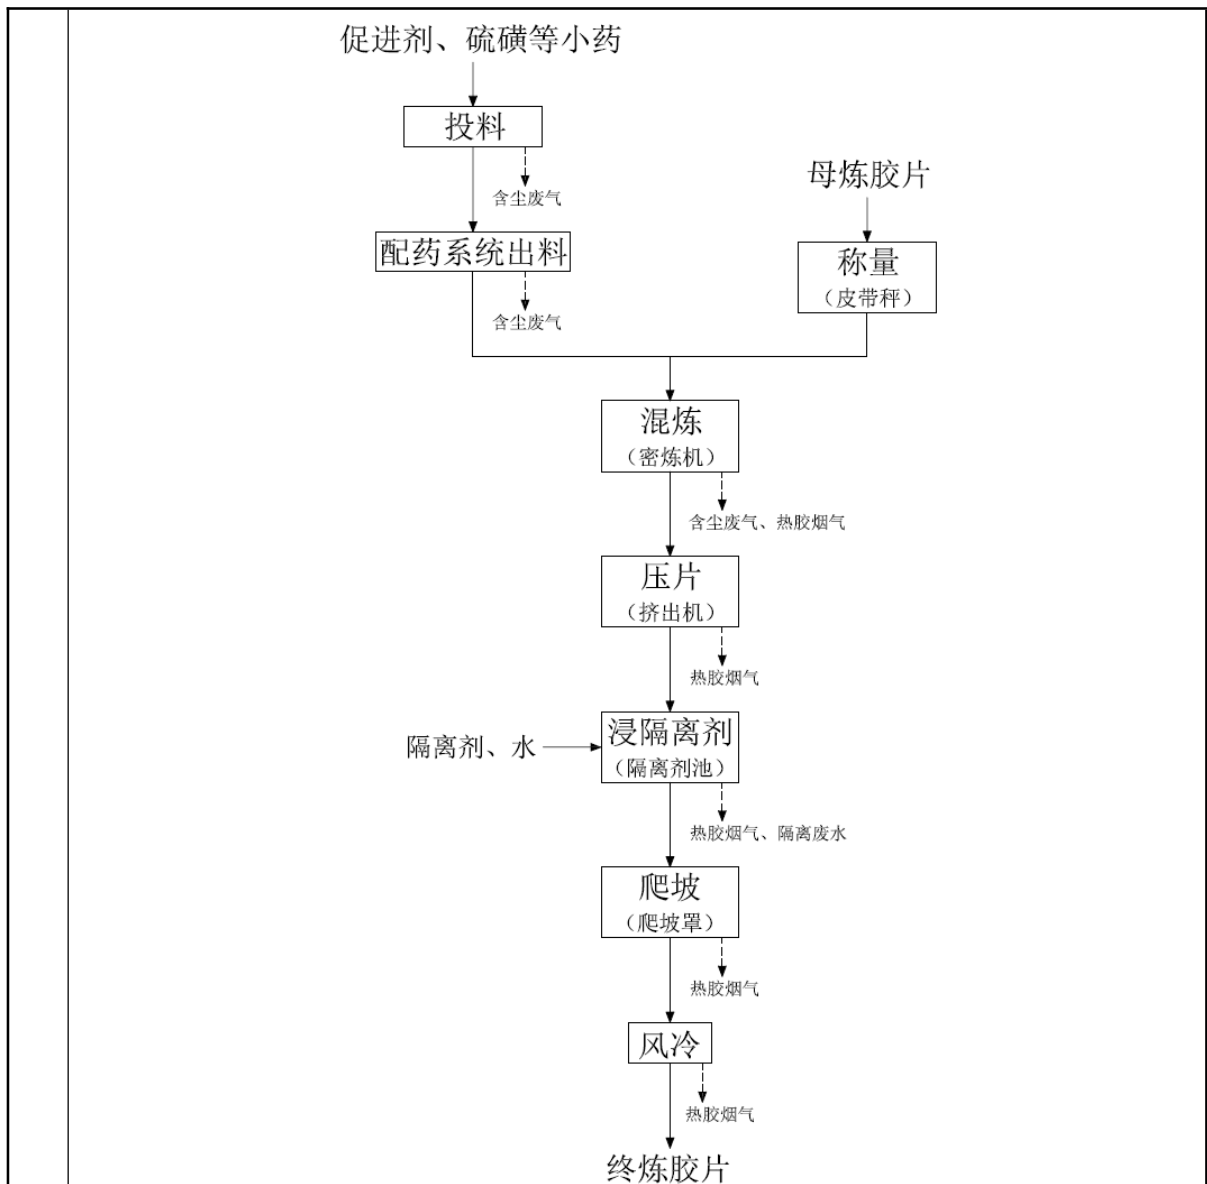 促进剂、硫磺等小药
投料
含尘废气
母炼胶片
配药系统出料
含尘废气
称量
（皮带秤）
混炼
（密炼机）
含尘废气、热胶烟气
压片
（挤出机）
热胶烟气
隔离剂、水
浸隔离剂
（隔离剂池）
热胶烟气、隔离废水
爬坡
（爬坡罩）
热胶烟气
风冷
热胶烟气
终炼胶片